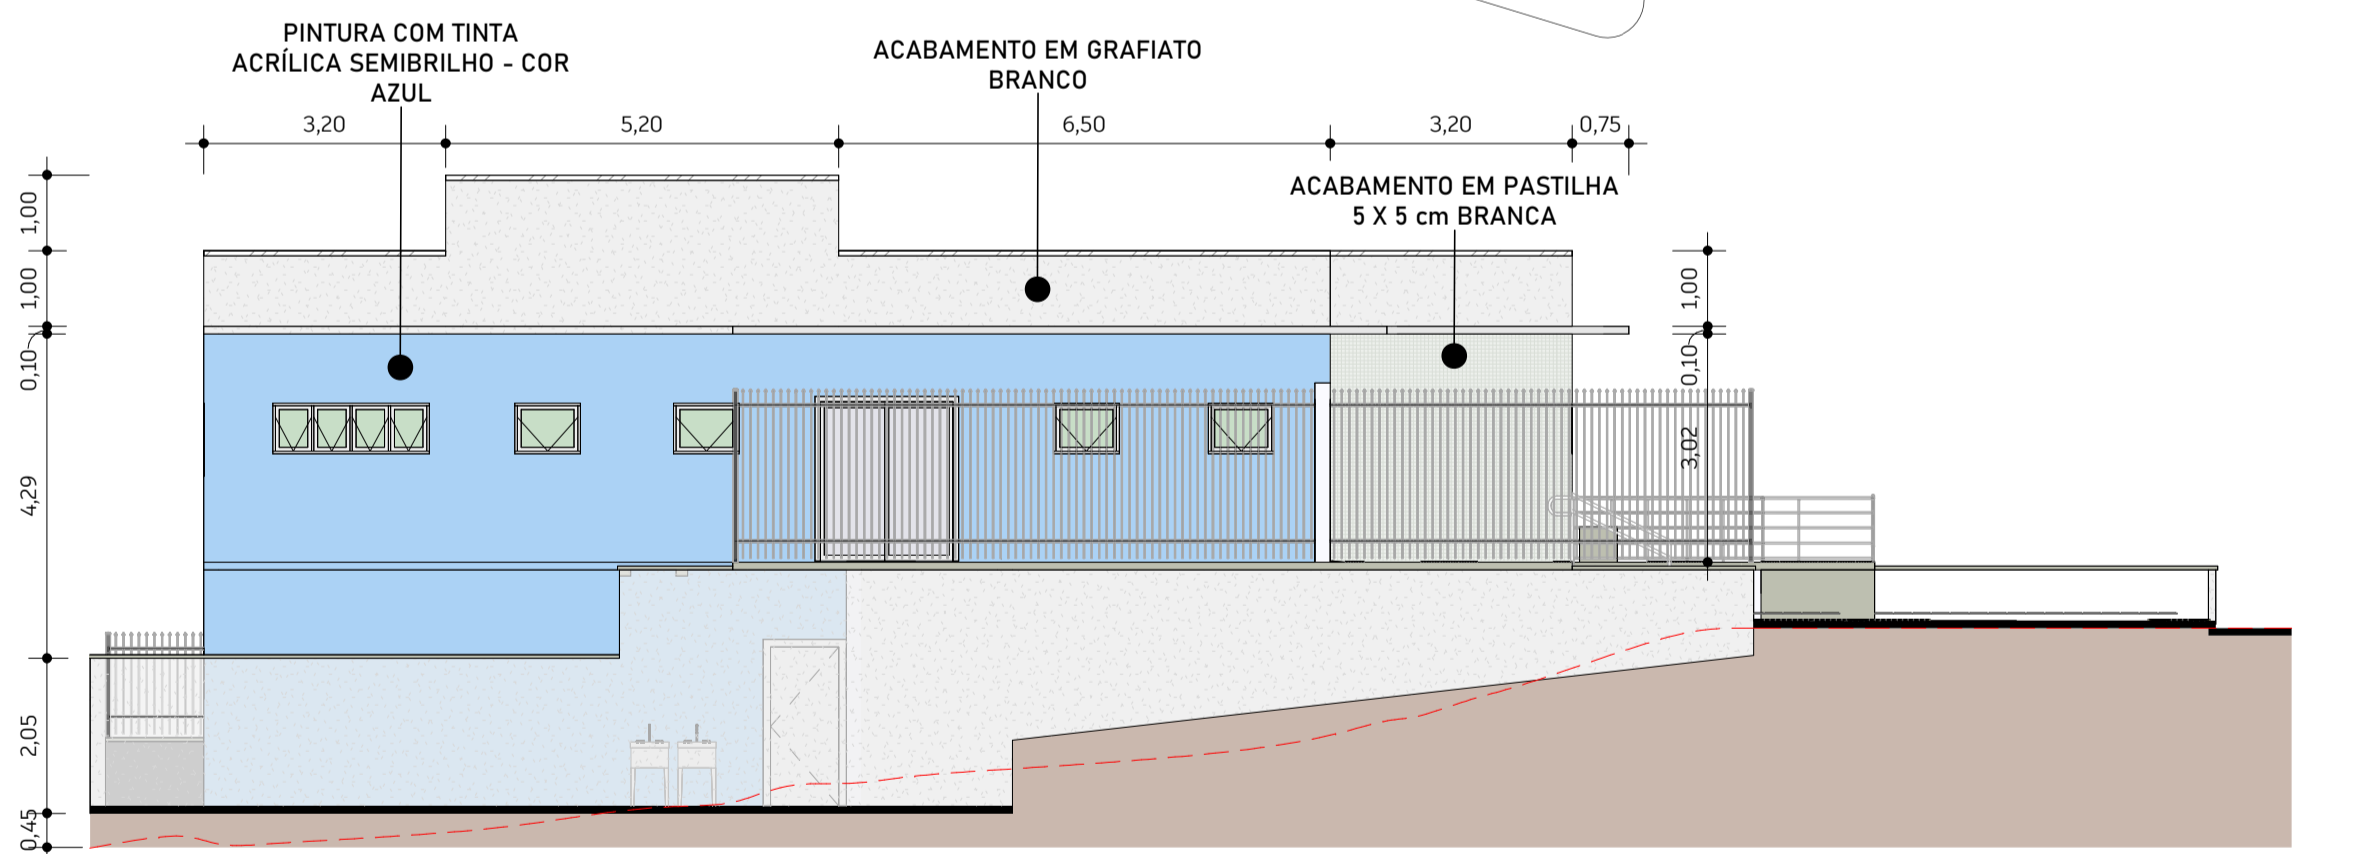 PINTURA COM TINTA
ACRÍLICA SEMIBRILHO - COR
AZUL
ACABAMENTO EM GRAFIATO
BRANCO
3,20
5,20
6,50
3,20
0,75
ACABAMENTO EM PASTILHA
5 X 5 cm BRANCA
1,00
1,00
0,10
4,29
2,05
0,45
1,00
0,10
3,02